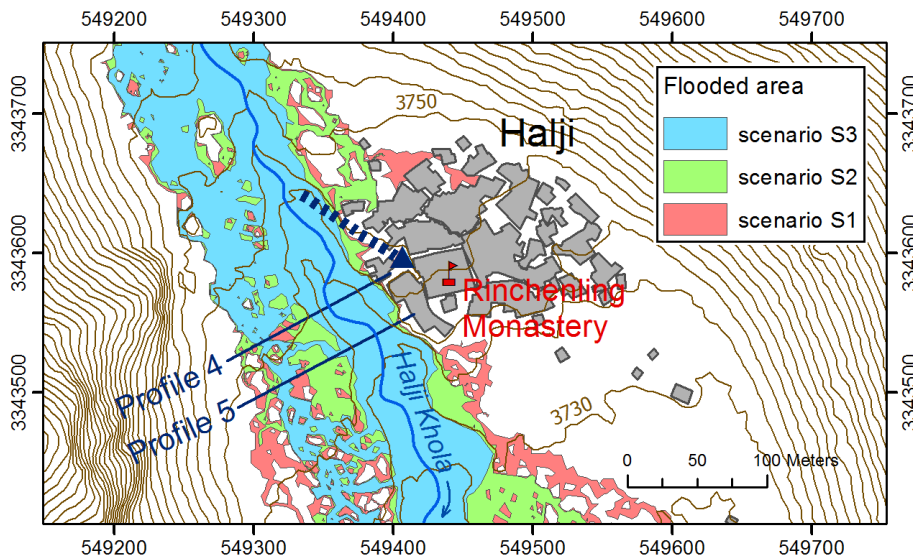 549200 549300 549400 549500 549600 549700
3343700
3343600
3343500
3750
Halji
Flooded area
scenario S3
scenario S2
scenario S1
Rinchenling
Monastery
Profile 4
Profile 5
Halji Khola
3730
0 50 100 Meters
3343700
3343600
3343500
549200 549300 549400 549500 549600 549700